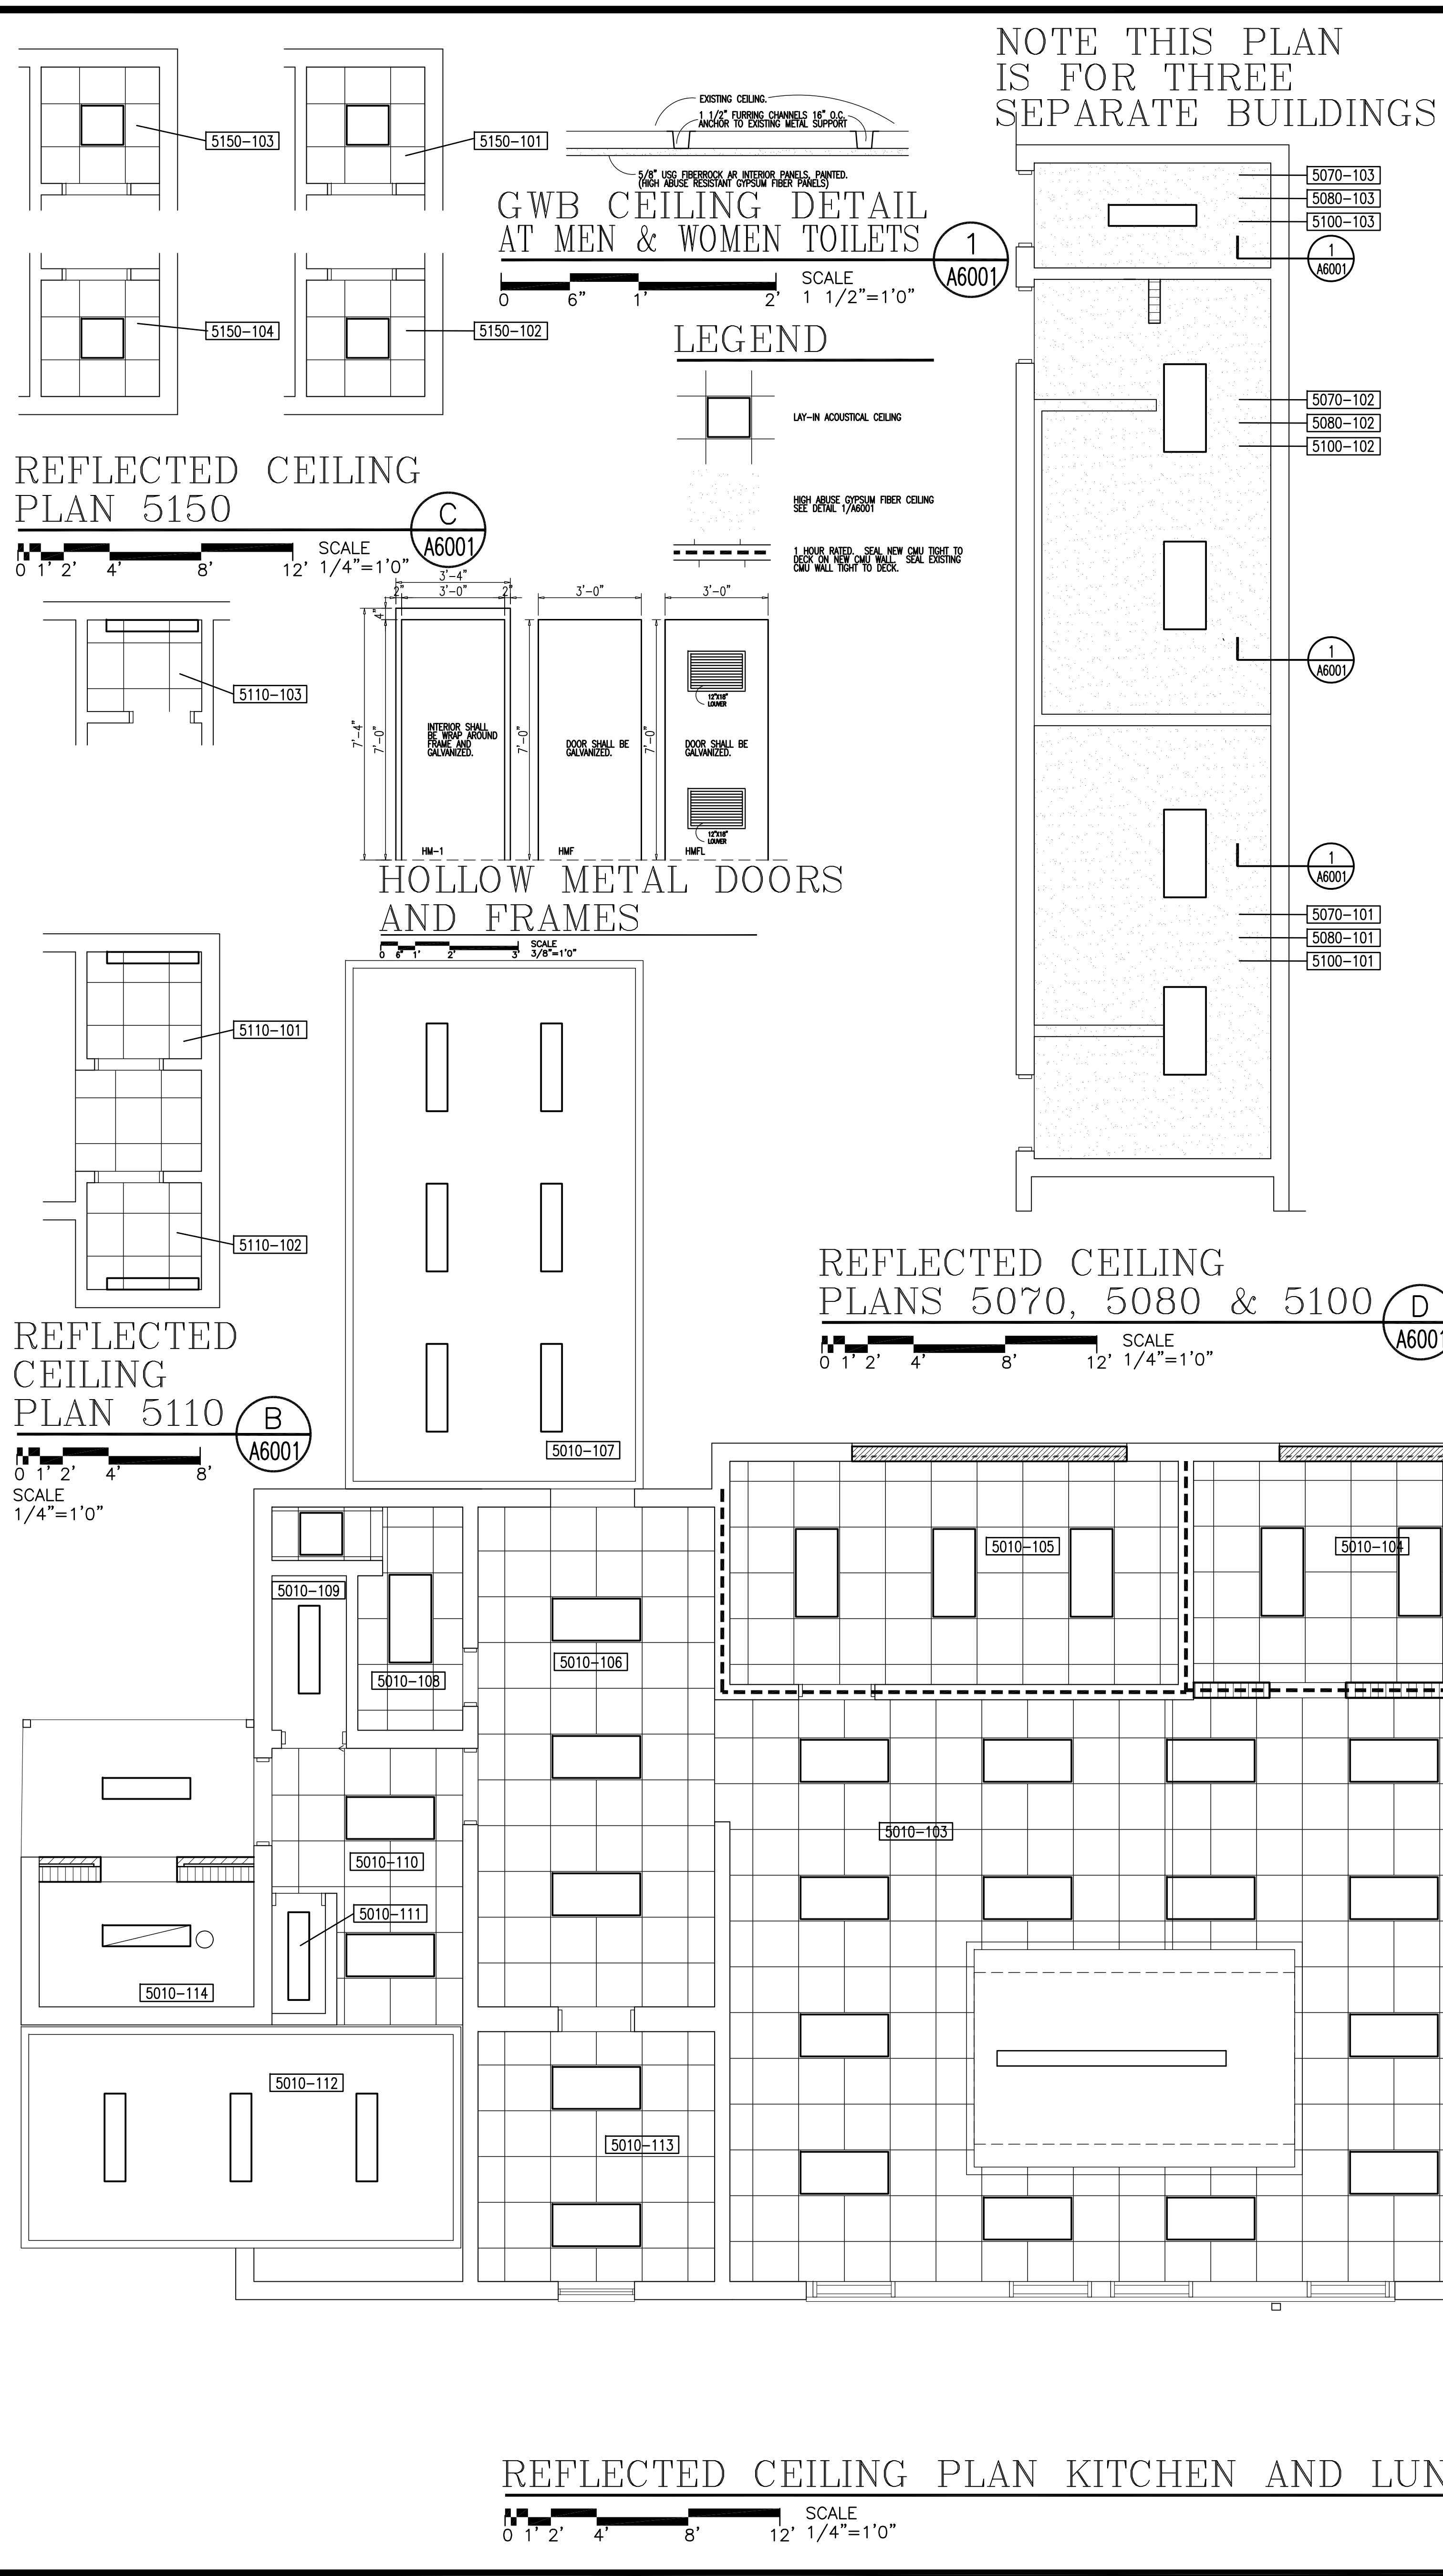 NOTE THIS PLAN
IS FOR THREE
SEPARATE BUILDINGS
5150-103
5150-101
5150-104
5150-102
REFLECTED CEILING
PLAN 5150
C
A6001
0 1' 2' 4' 8' 12'
SCALE
1/4"=1'0"
EXISTING CEILING.
1 1/2" FURRING CHANNELS 16" O.C.
ANCHOR TO EXISTING METAL SUPPORT
5/8" USG FIBERROCK AR INTERIOR PANELS, PAINTED.
(HIGH ABUSE RESISTANT GYPSUM FIBER PANELS)
GWB CEILING DETAIL
AT MEN & WOMEN TOILETS
1
A6001
0 6" 1' 2'
SCALE
1 1/2"=1'0"
LEGEND
LAY-IN ACOUSTICAL CEILING
HIGH ABUSE GYPSUM FIBER CEILING
SEE DETAIL 1/A6001
1 HOUR RATED. SEAL NEW CMU TIGHT TO
DECK ON NEW CMU WALL. SEAL EXISTING
CMU WALL TIGHT TO DECK.
5070-103
5080-103
5100-103
1
A6001
5070-102
5080-102
5100-102
1
A6001
1
A6001
5070-101
5080-101
5100-101
REFLECTED CEILING
PLANS 5070, 5080 & 5100
D
A6001
0 1' 2' 4' 8' 12'
SCALE
1/4"=1'0"
3'-4"
2" 3'-0" 2"
3'-0"
3'-0"
4"
7'-4"
7'-0"
7'-0"
7'-0"
INTERIOR SHALL
BE WRAP AROUND
FRAME AND
GALVANIZED.
DOOR SHALL BE
GALVANIZED.
DOOR SHALL BE
GALVANIZED.
12"X18"
LOUVER
12"X18"
LOUVER
HM-1
HMF
HMFL
HOLLOW METAL DOORS
AND FRAMES
0 6" 1' 2' 3'
SCALE
3/8"=1'0"
5110-103
5110-101
5110-102
REFLECTED
CEILING
PLAN 5110
B
A6001
0 1' 2' 4' 8'
SCALE
1/4"=1'0"
5010-107
5010-105
5010-104
5010-109
5010-106
5010-108
5010-103
5010-110
5010-111
5010-114
5010-112
5010-113
REFLECTED CEILING PLAN KITCHEN AND LUN
0 1' 2' 4' 8' 12'
SCALE
1/4"=1'0"